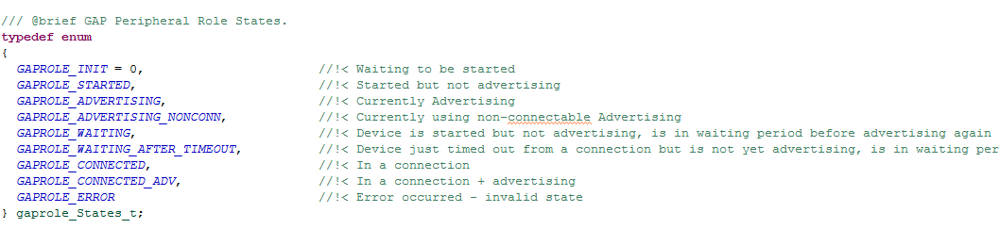 /// @brief GAP Peripheral Role States.
typedef enum
{
  GAPROLE_INIT = 0,                       //!< Waiting to be started
  GAPROLE_STARTED,                        //!< Started but not advertising
  GAPROLE_ADVERTISING,                    //!< Currently Advertising
  GAPROLE_ADVERTISING_NONCONN,            //!< Currently using non-connectable Advertising
  GAPROLE_WAITING,                        //!< Device is started but not advertising, is in waiting period before advertising again
  GAPROLE_WAITING_AFTER_TIMEOUT,          //!< Device just timed out from a connection but is not yet advertising, is in waiting per
  GAPROLE_CONNECTED,                      //!< In a connection
  GAPROLE_CONNECTED_ADV,                  //!< In a connection + advertising
  GAPROLE_ERROR                           //!< Error occurred - invalid state
} gaprole_States_t;